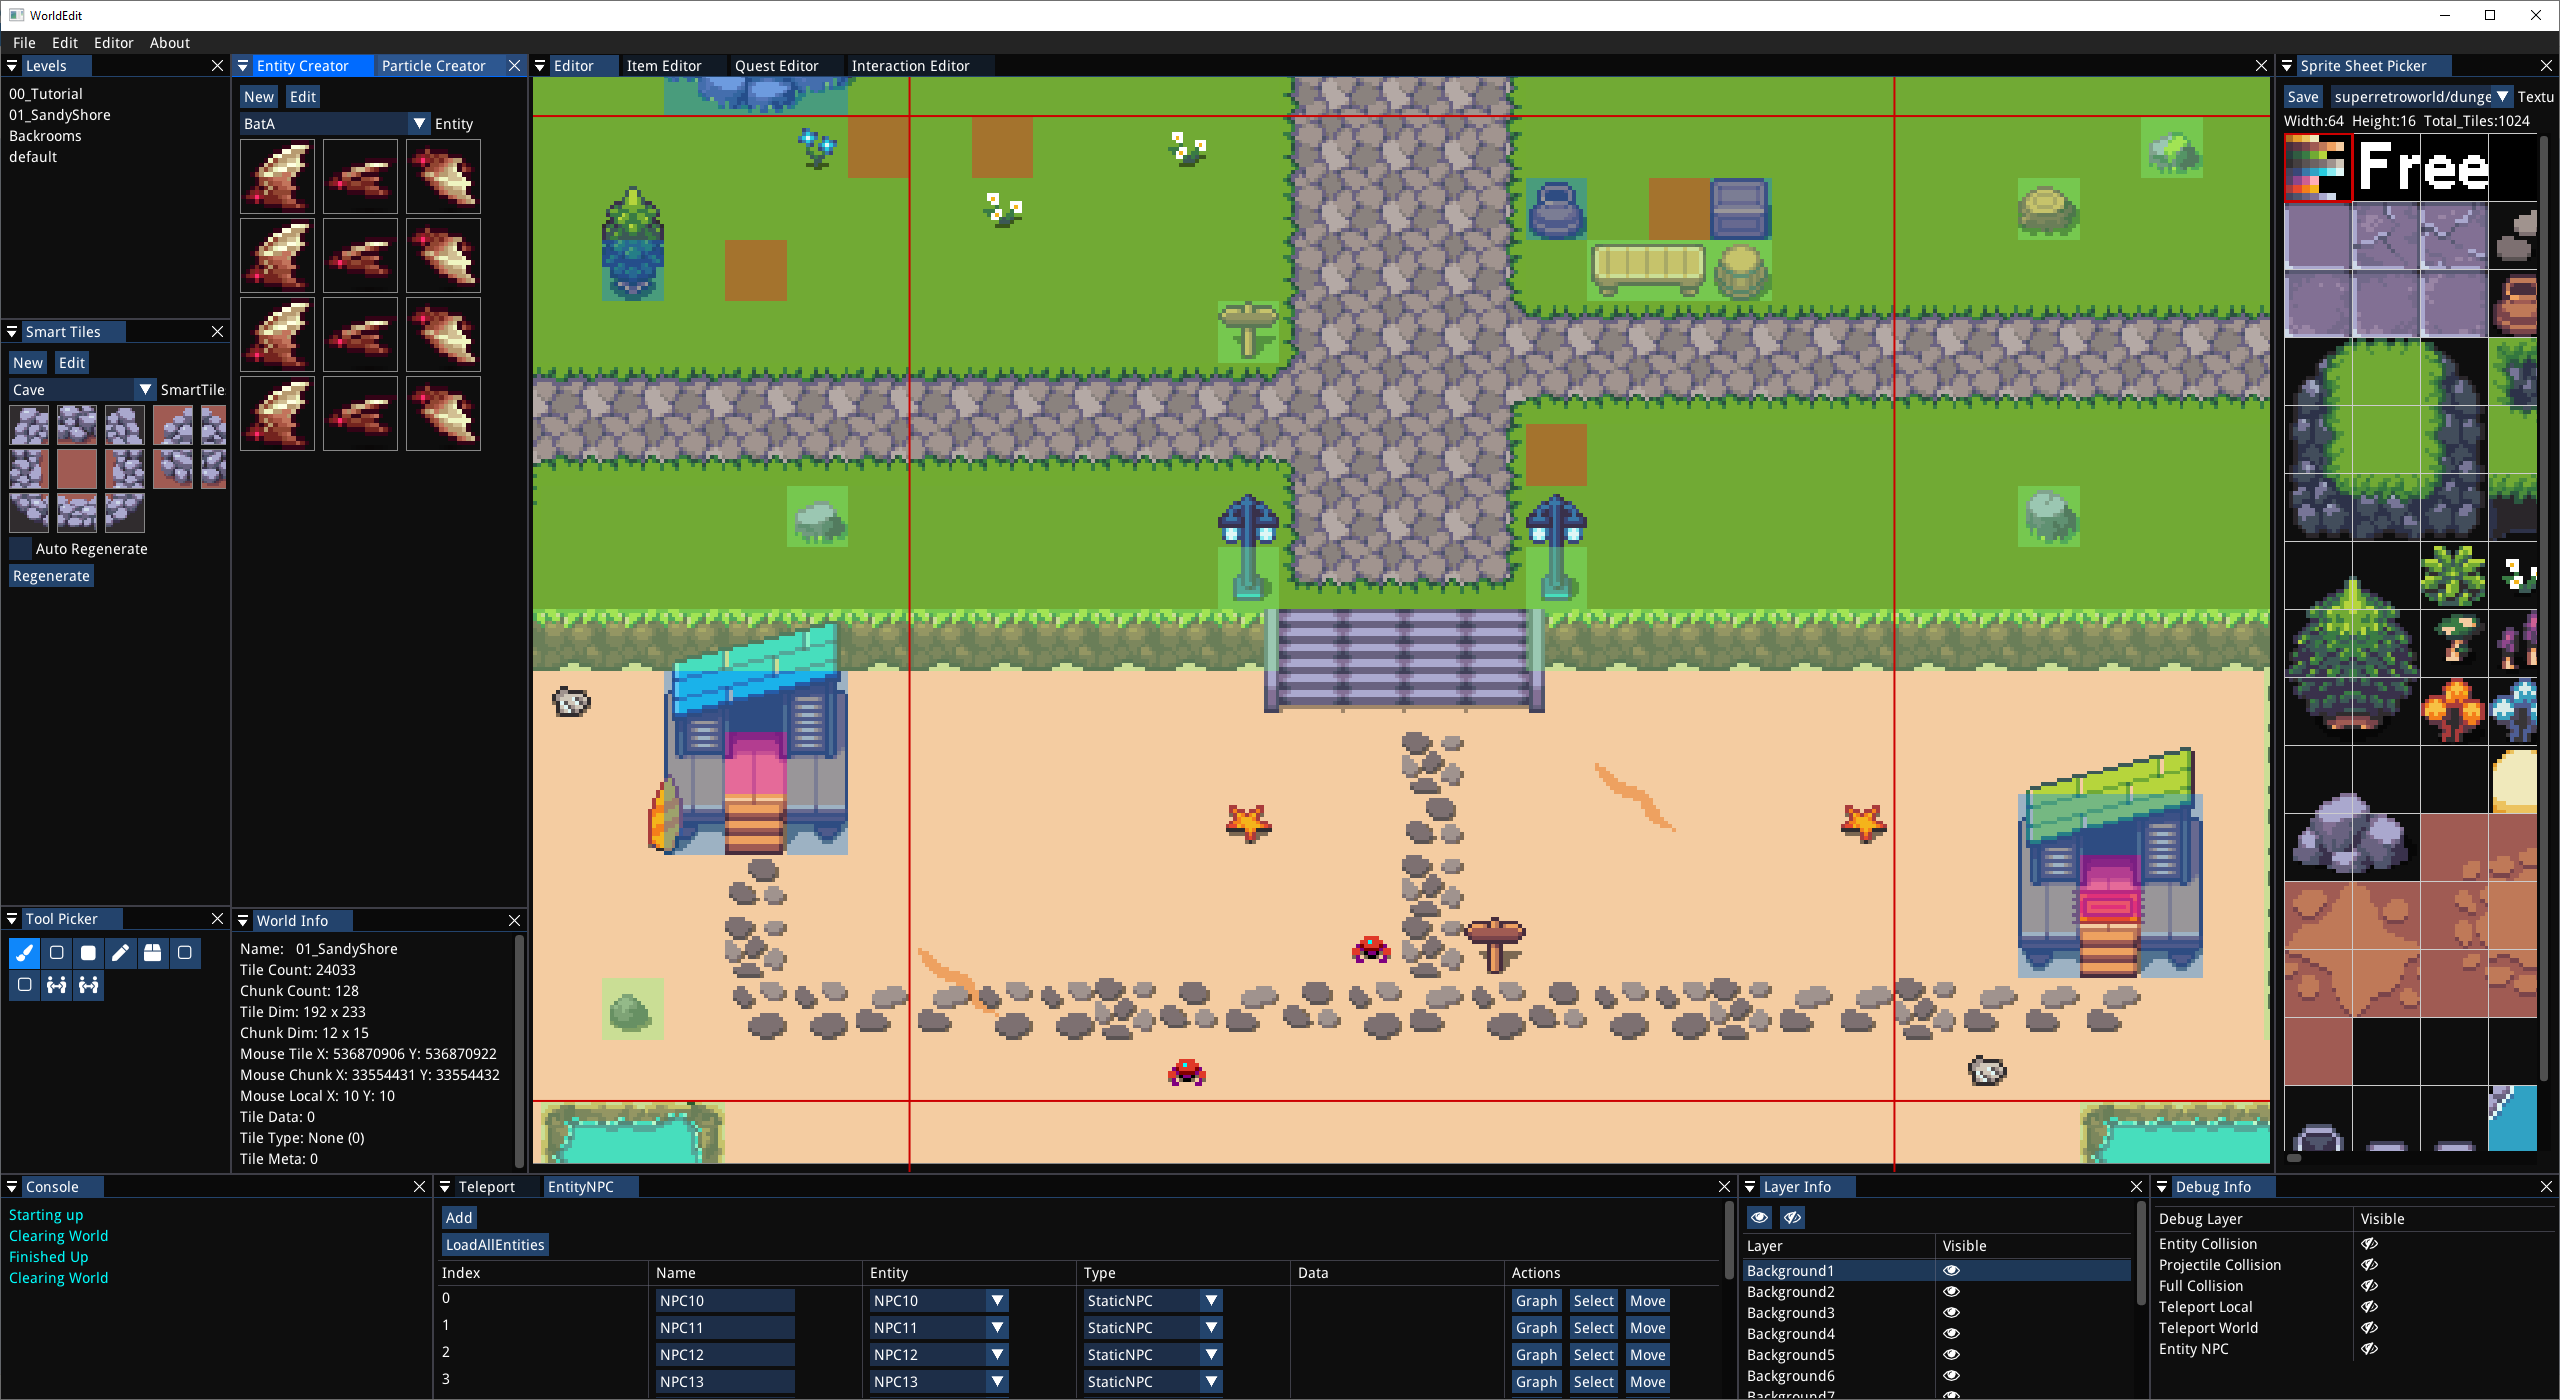 WorldEdit
File Edit Editor About
Levels
00_Tutorial
01_SandyShore
Backrooms
default
Smart Tiles
New Edit
Cave SmartTile
Auto Regenerate
Regenerate
Tool Picker
Entity Creator Particle Creator
New Edit
BatA Entity
World Info
Name: 01_SandyShore
Tile Count: 24033
Chunk Count: 128
Tile Dim: 192 x 233
Chunk Dim: 12 x 15
Mouse Tile X: 536870906 Y: 536870922
Mouse Chunk X: 33554431 Y: 33554432
Mouse Local X: 10 Y: 10
Tile Data: 0
Tile Type: None (0)
Tile Meta: 0
Editor Item Editor Quest Editor Interaction Editor
Sprite Sheet Picker
Save superretroworld/dunge Textu
Width:64 Height:16 Total_Tiles:1024
Free
Console
Starting up
Clearing World
Finished Up
Clearing World
Teleport EntityNPC
Add
LoadAllEntities
Index Name Entity Type Data Actions
0 NPC10 NPC10 StaticNPC Graph Select Move
1 NPC11 NPC11 StaticNPC Graph Select Move
2 NPC12 NPC12 StaticNPC Graph Select Move
3 NPC13 NPC13 StaticNPC Graph Select Move
Layer Info
Layer Visible
Background1
Background2
Background3
Background4
Background5
Background6
Background7
Debug Info
Debug Layer Visible
Entity Collision
Projectile Collision
Full Collision
Teleport Local
Teleport World
Entity NPC